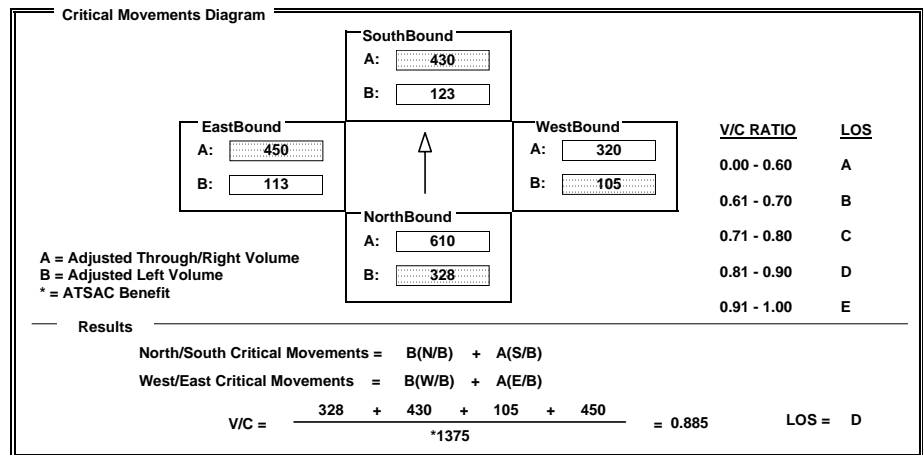 Critical Movements Diagram
SouthBound
A: 430
B: 123
EastBound
A: 450
B: 113
WestBound
A: 320
B: 105
NorthBound
A: 610
B: 328
V/C RATIO LOS
0.00 - 0.60 A
0.61 - 0.70 B
0.71 - 0.80 C
0.81 - 0.90 D
0.91 - 1.00 E
A = Adjusted Through/Right Volume
B = Adjusted Left Volume
* = ATSAC Benefit
Results
North/South Critical Movements = B(N/B) + A(S/B)
West/East Critical Movements = B(W/B) + A(E/B)
V/C = 328 + 430 + 105 + 450 = 0.885 LOS = D
*1375